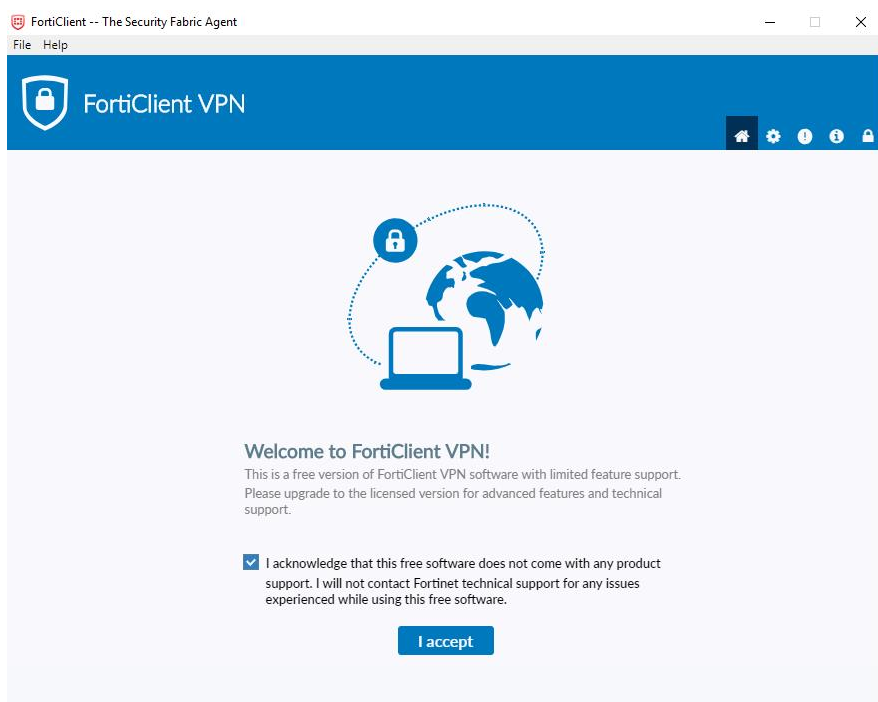 FortiClient -- The Security Fabric Agent
File Help
FortiClient VPN
Welcome to FortiClient VPN!
This is a free version of FortiClient VPN software with limited feature support.
Please upgrade to the licensed version for advanced features and technical
support.
I acknowledge that this free software does not come with any product
support. I will not contact Fortinet technical support for any issues
experienced while using this free software.
I accept